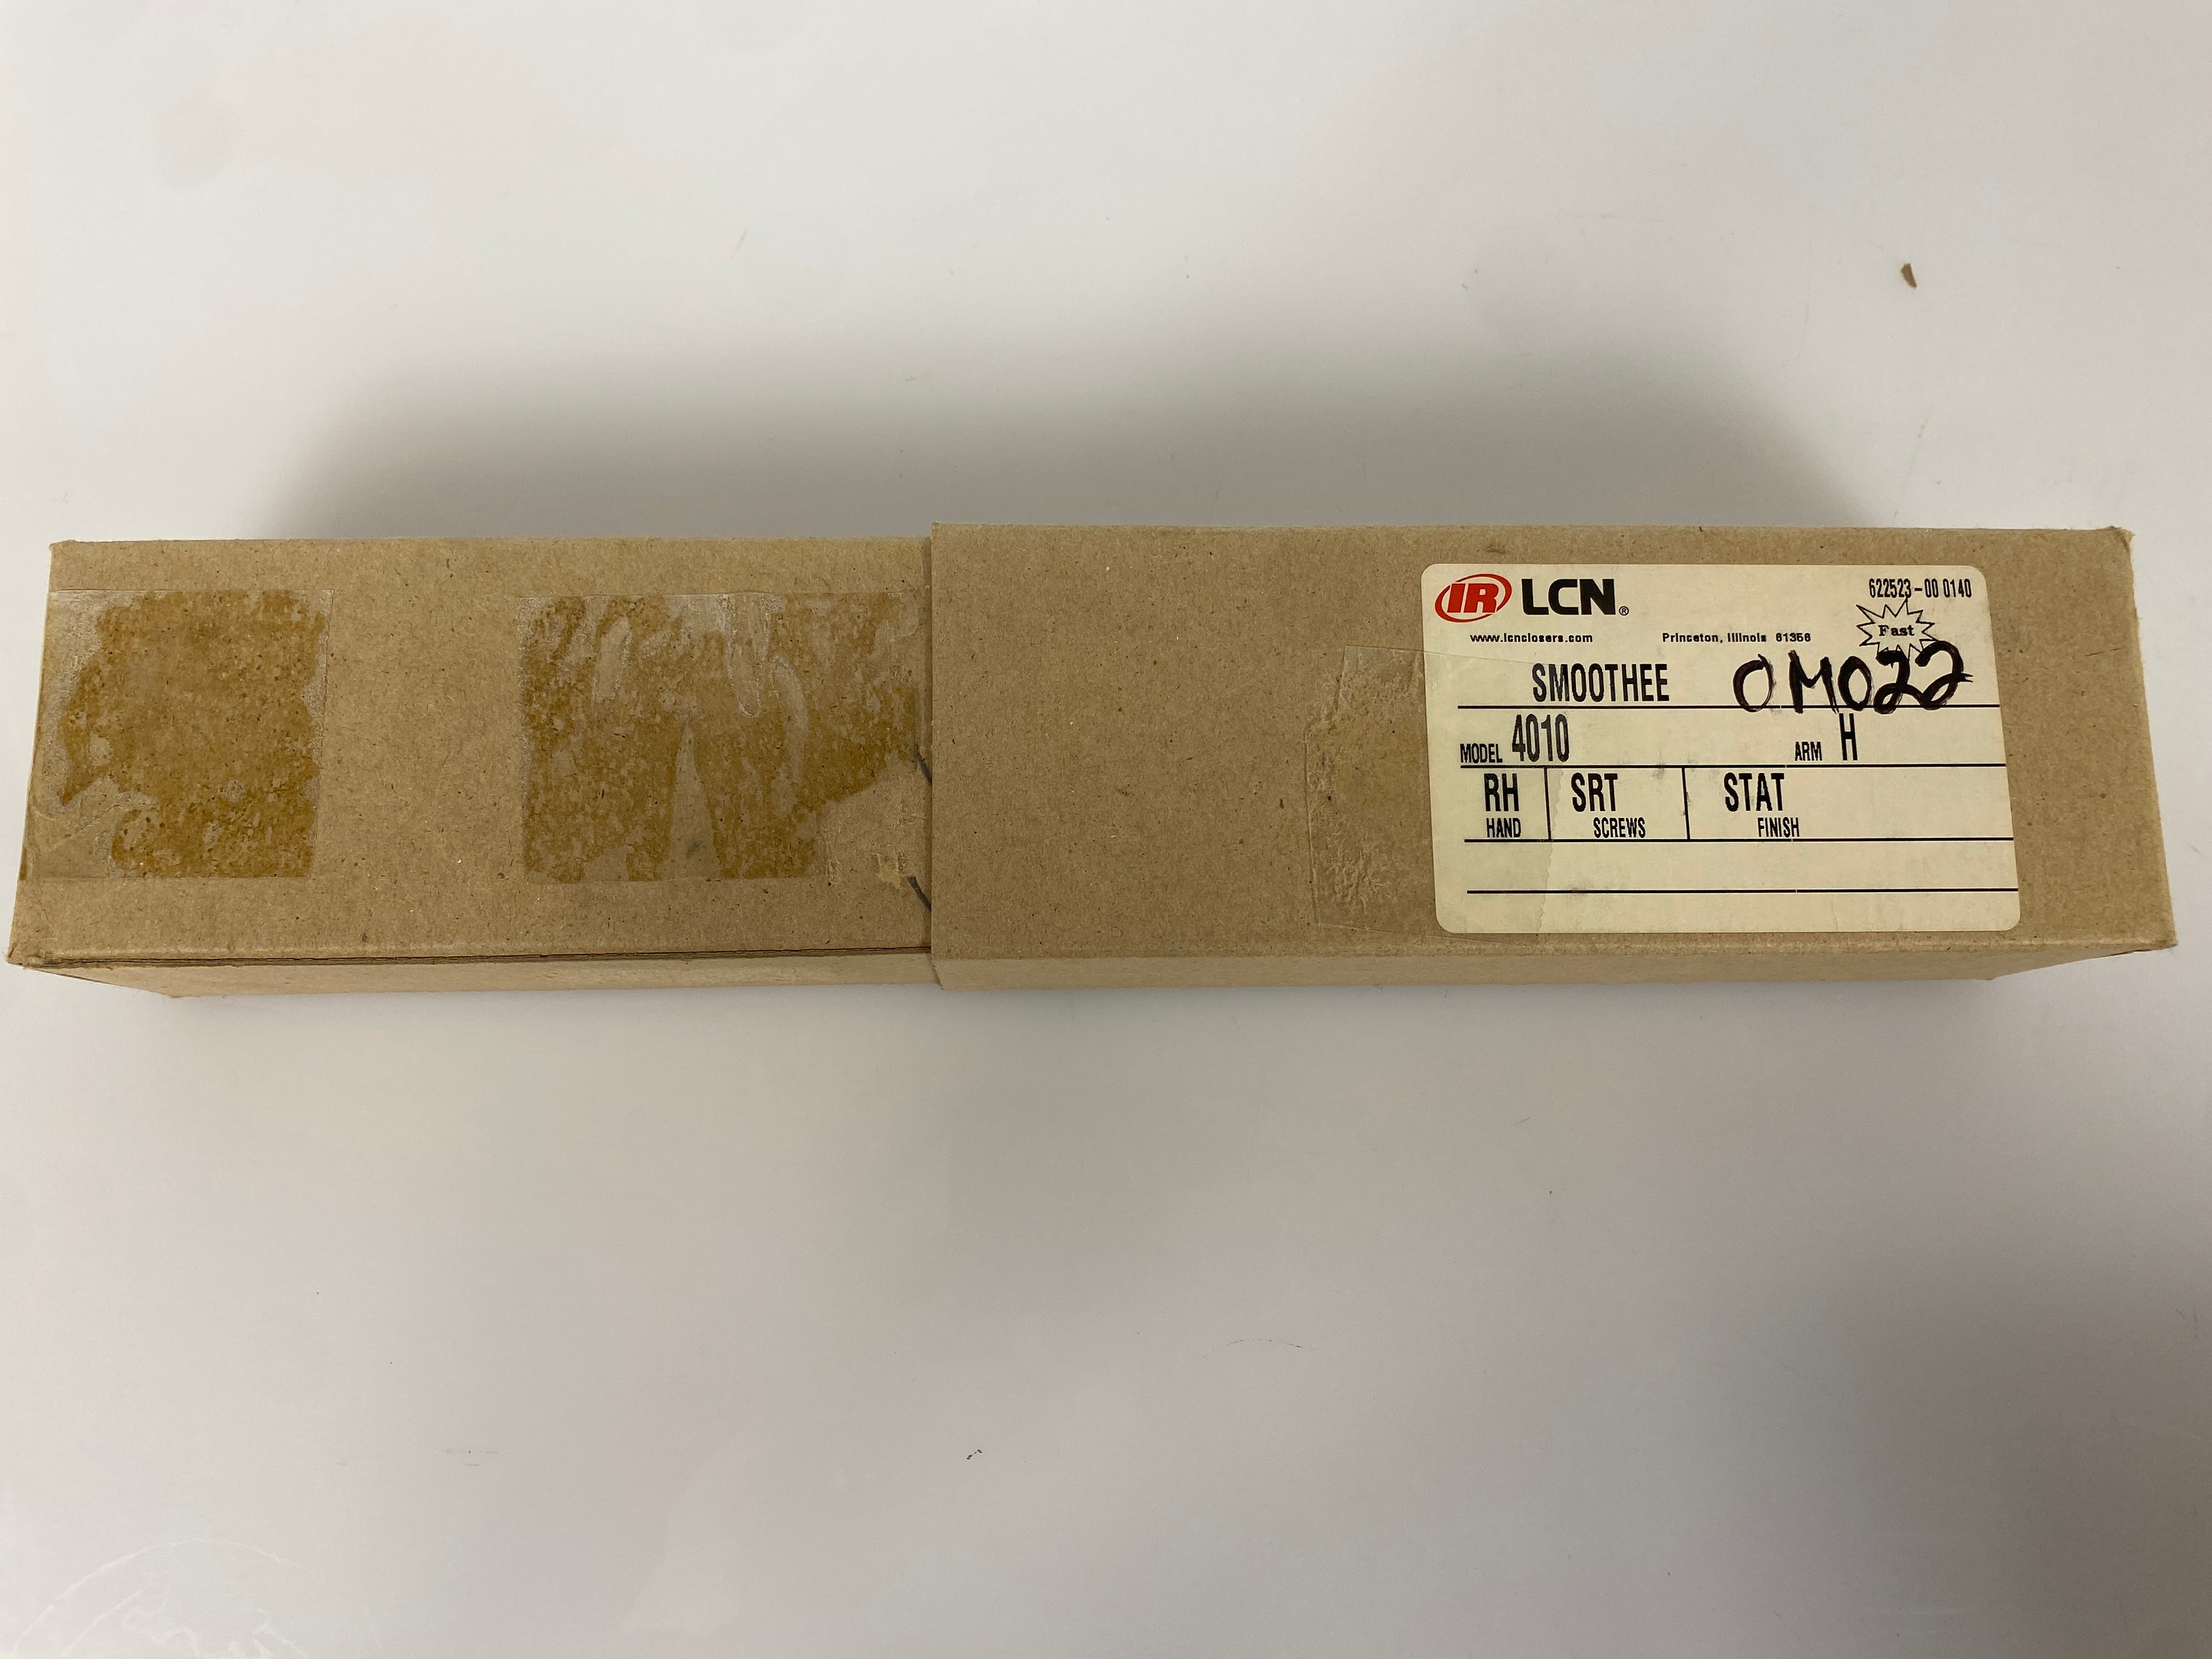 IR LCN® 622523-00 0140
www.lcnclosers.com Princeton, Illinois 61356 Fast
SMOOTHEE OM022
MODEL 4010 ARM H
RH SRT STAT
HAND SCREWS FINISH